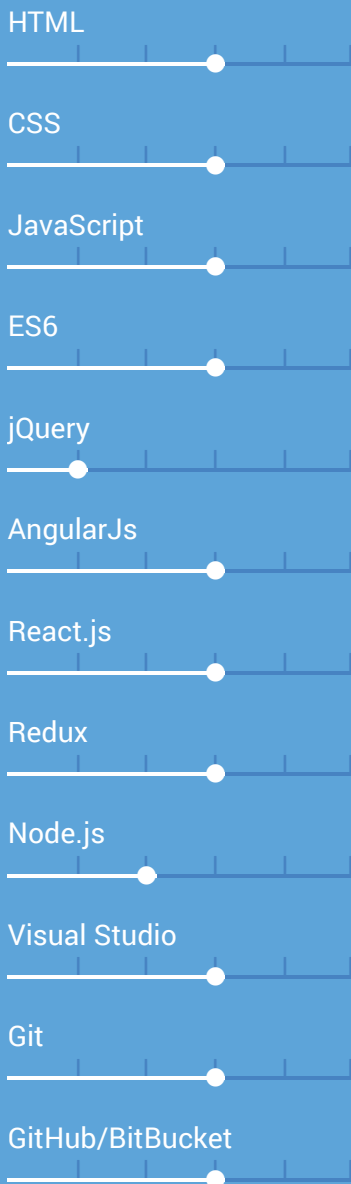 HTML
CSS
JavaScript
ES6
jQuery
AngularJs
React.js
Redux
Node.js
Visual Studio
Git
GitHub/BitBucket